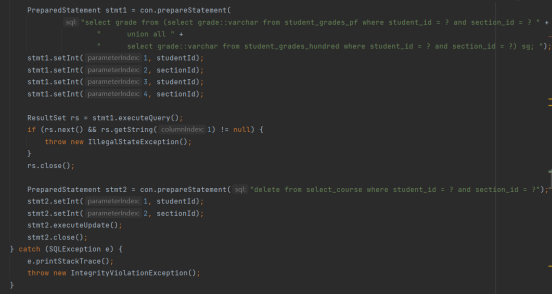 PreparedStatement stmt1 = con.prepareStatement(
sql: "select grade from (select grade::varchar from student_grades_pf where student_id = ? and section_id = ? " +
" union all " +
" select grade::varchar from student_grades_hundred where student_id = ? and section_id =?) sg; ");
stmt1.setInt( parameterIndex: 1, studentId);
stmt1.setInt( parameterIndex: 2, sectionId);
stmt1.setInt( parameterIndex: 3, studentId);
stmt1.setInt( parameterIndex: 4, sectionId);
ResultSet rs = stmt1.executeQuery();
if (rs.next() && rs.getString( columnIndex: 1) != null) {
throw new IllegalStateException();
}
rs.close();
PreparedStatement stmt2 = con.prepareStatement( sql: "delete from select_course where student_id = ? and section_id = ?");
stmt2.setInt( parameterIndex: 1, studentId);
stmt2.setInt( parameterIndex: 2, sectionId);
stmt2.executeUpdate();
stmt2.close();
} catch (SQLException e) {
e.printStackTrace();
throw new IntegrityViolationException();
}